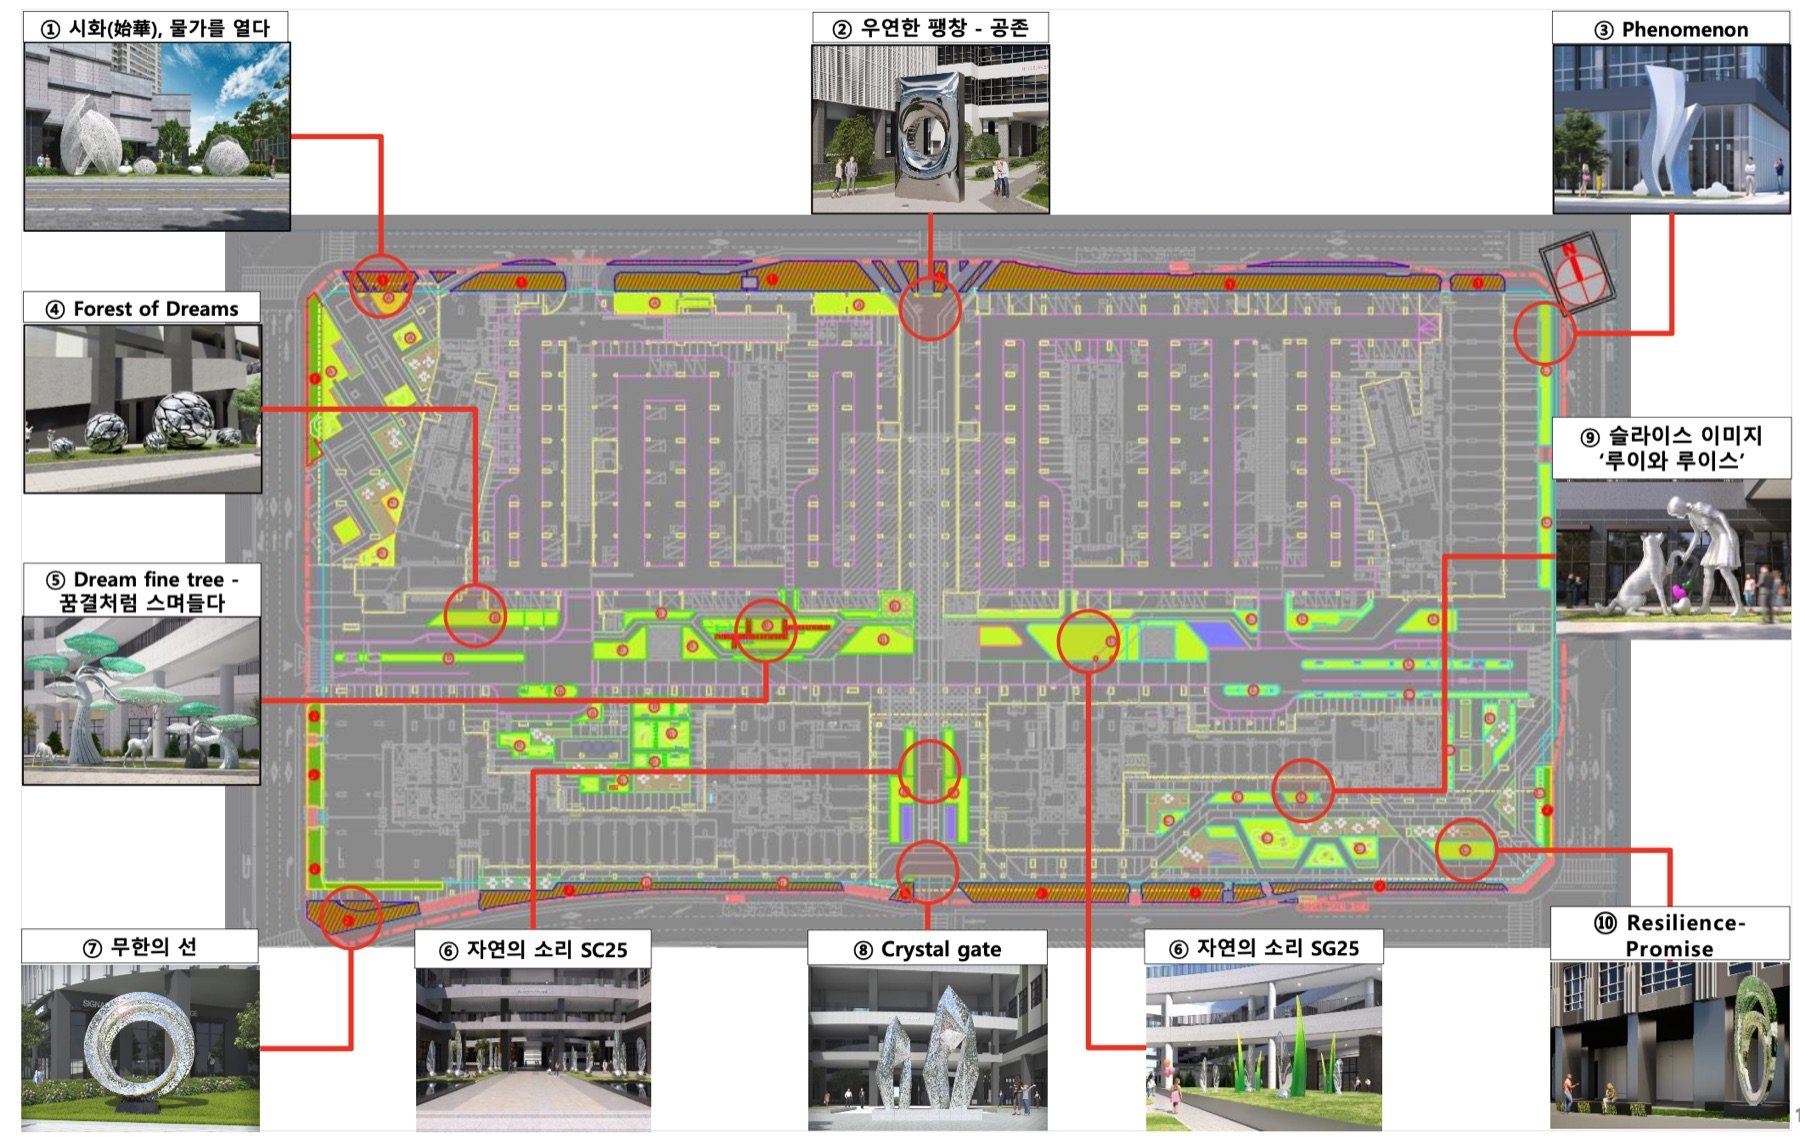 ① 시화(始華), 물가를 열다
② 우연한 팽창 - 공존
③ Phenomenon
④ Forest of Dreams
⑨ 슬라이스 이미지
‘루이와 루이스’
⑤ Dream fine tree -
꿈결처럼 스며들다
⑦ 무한의 선
⑥ 자연의 소리 SC25
⑧ Crystal gate
⑥ 자연의 소리 SG25
⑩ Resilience-
Promise
N